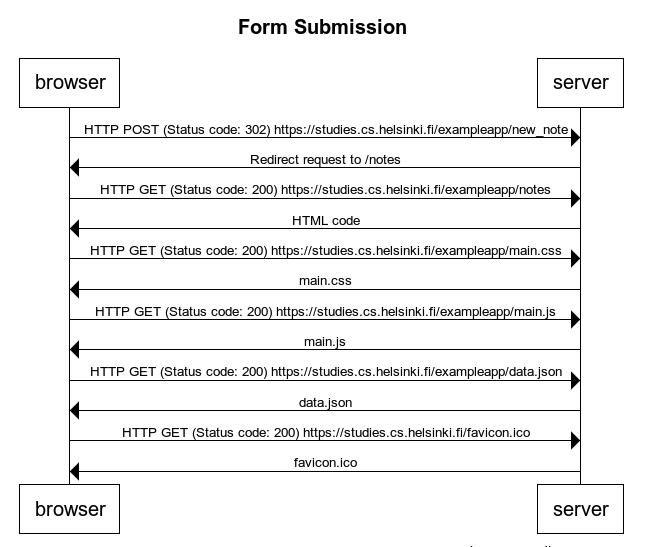 Form Submission
browser server
HTTP POST (Status code: 302) https://studies.cs.helsinki.fi/exampleapp/new_note
Redirect request to /notes
HTTP GET (Status code: 200) https://studies.cs.helsinki.fi/exampleapp/notes
HTML code
HTTP GET (Status code: 200) https://studies.cs.helsinki.fi/exampleapp/main.css
main.css
HTTP GET (Status code: 200) https://studies.cs.helsinki.fi/exampleapp/main.js
main.js
HTTP GET (Status code: 200) https://studies.cs.helsinki.fi/exampleapp/data.json
data.json
HTTP GET (Status code: 200) https://studies.cs.helsinki.fi/favicon.ico
favicon.ico
browser server